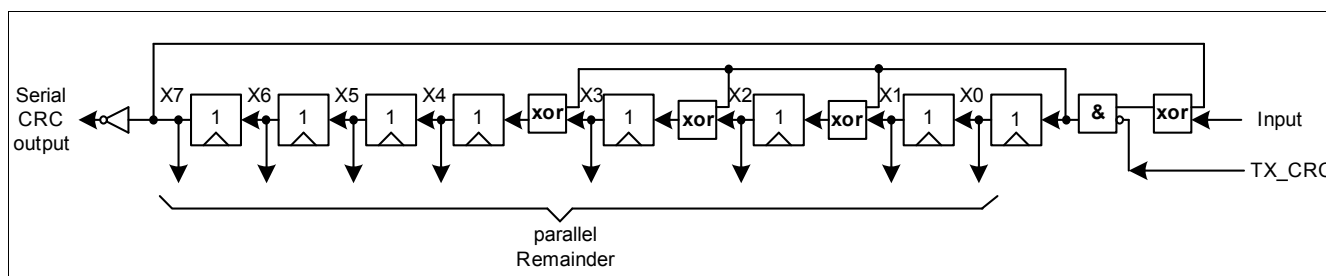 Serial
CRC
output
X7 1 X6 1 X5 1 X4 1 xor X3 1 xor X2 1 xor X1 1 X0 1 & xor
Input
TX_CRC
parallel
Remainder